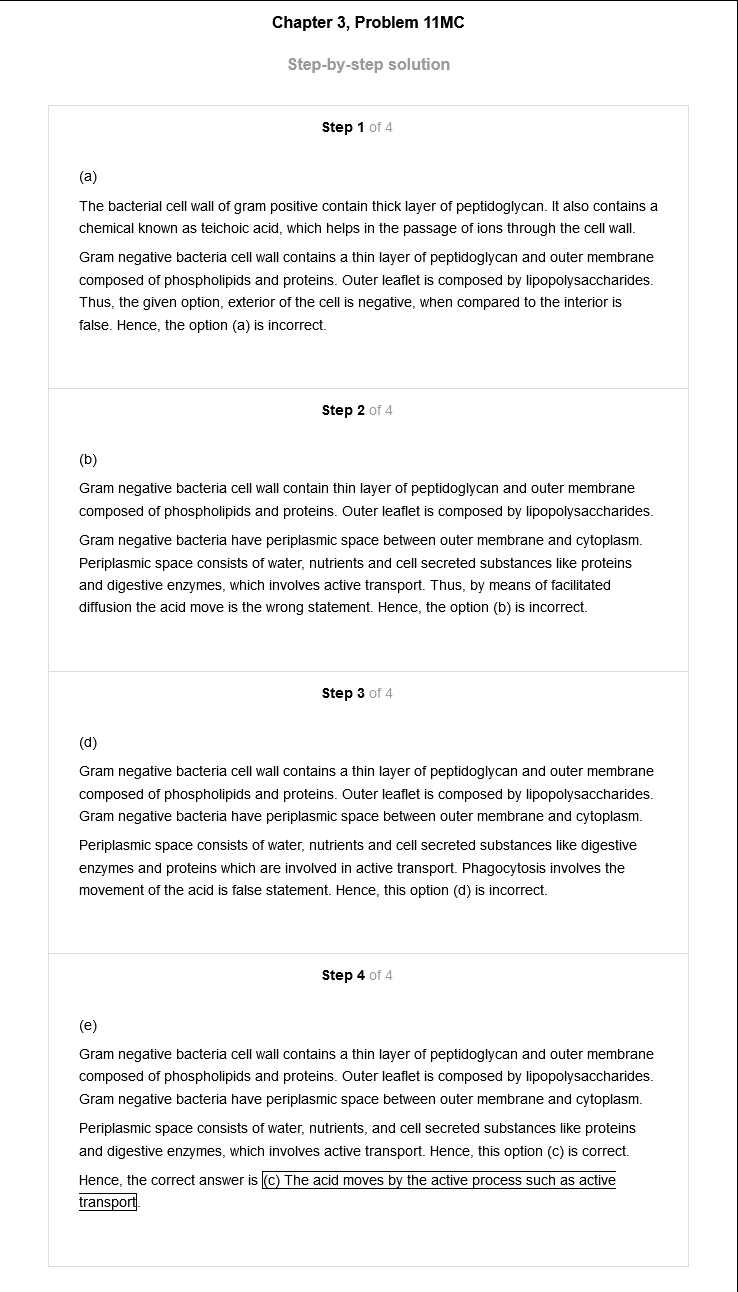 Chapter 3, Problem 11MC
Step-by-step solution
Step 1 of 4
(a)
The bacterial cell wall of gram positive contain thick layer of peptidoglycan. It also contains a
chemical known as teichoic acid, which helps in the passage of ions through the cell wall.
Gram negative bacteria cell wall contains a thin layer of peptidoglycan and outer membrane
composed of phospholipids and proteins. Outer leaflet is composed by lipopolysaccharides.
Thus, the given option, exterior of the cell is negative, when compared to the interior is
false. Hence, the option (a) is incorrect.
Step 2 of 4
(b)
Gram negative bacteria cell wall contain thin layer of peptidoglycan and outer membrane
composed of phospholipids and proteins. Outer leaflet is composed by lipopolysaccharides.
Gram negative bacteria have periplasmic space between outer membrane and cytoplasm.
Periplasmic space consists of water, nutrients and cell secreted substances like proteins
and digestive enzymes, which involves active transport. Thus, by means of facilitated
diffusion the acid move is the wrong statement. Hence, the option (b) is incorrect.
Step 3 of 4
(d)
Gram negative bacteria cell wall contains a thin layer of peptidoglycan and outer membrane
composed of phospholipids and proteins. Outer leaflet is composed by lipopolysaccharides.
Gram negative bacteria have periplasmic space between outer membrane and cytoplasm.
Periplasmic space consists of water, nutrients and cell secreted substances like digestive
enzymes and proteins which are involved in active transport. Phagocytosis involves the
movement of the acid is false statement. Hence, this option (d) is incorrect.
Step 4 of 4
(e)
Gram negative bacteria cell wall contains a thin layer of peptidoglycan and outer membrane
composed of phospholipids and proteins. Outer leaflet is composed by lipopolysaccharides.
Gram negative bacteria have periplasmic space between outer membrane and cytoplasm.
Periplasmic space consists of water, nutrients, and cell secreted substances like proteins
and digestive enzymes, which involves active transport. Hence, this option (c) is correct.
Hence, the correct answer is (c) The acid moves by the active process such as active
transport.